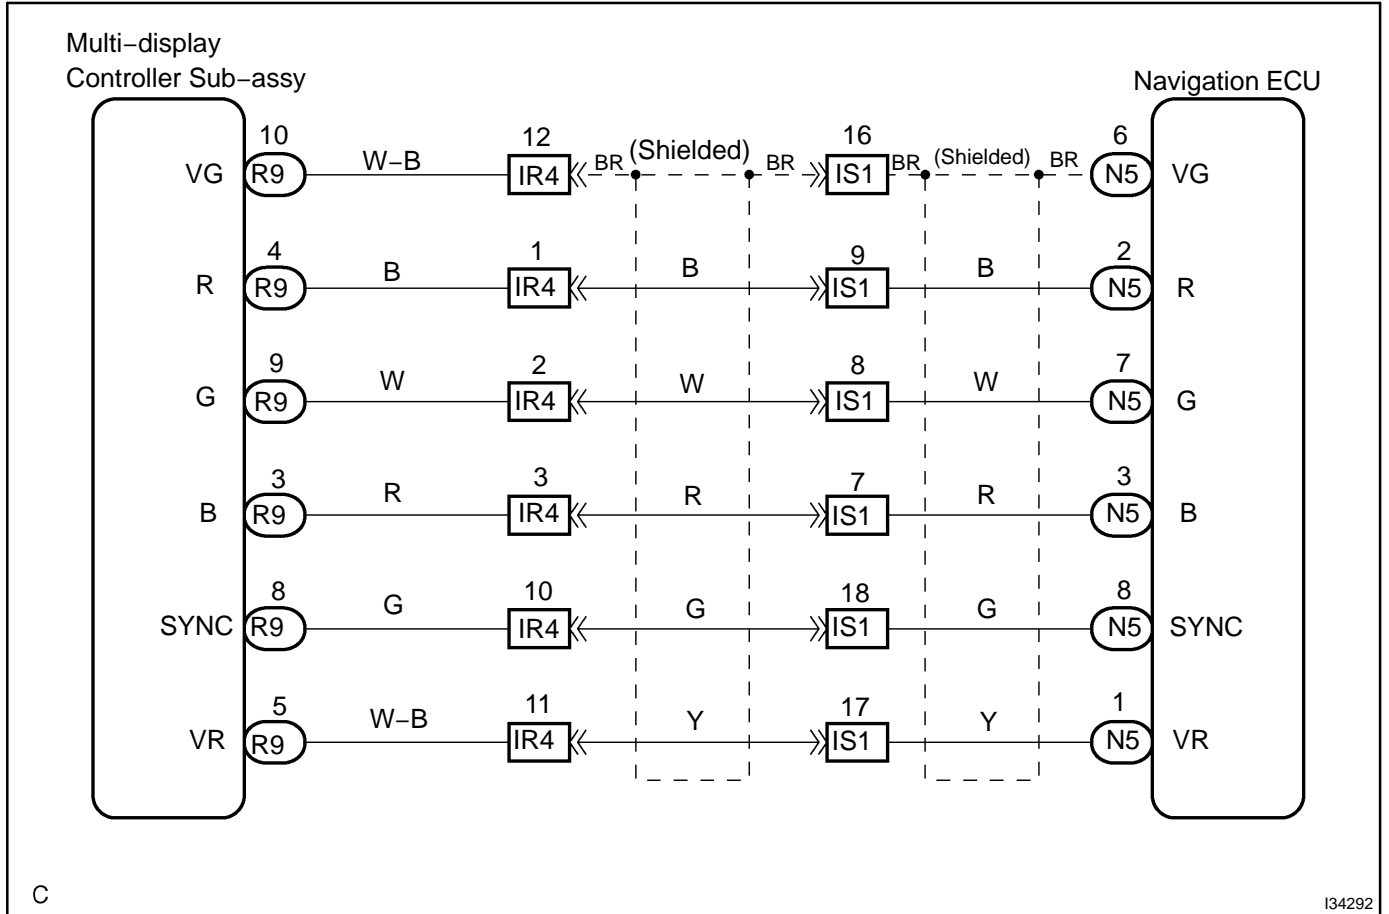 Multi−display
Controller Sub−assy
Navigation ECU
10 12 16 6
VG R9 W−B IR4 BR (Shielded) BR IS1 BR (Shielded) BR N5 VG
4 1 9 2
R R9 B IR4 B IS1 B N5 R
9 2 8 7
G R9 W IR4 W IS1 W N5 G
3 3 7 3
B R9 R IR4 R IS1 R N5 B
8 10 18 8
SYNC R9 G IR4 G IS1 G N5 SYNC
5 11 17 1
VR R9 W−B IR4 Y IS1 Y N5 VR
C
I34292